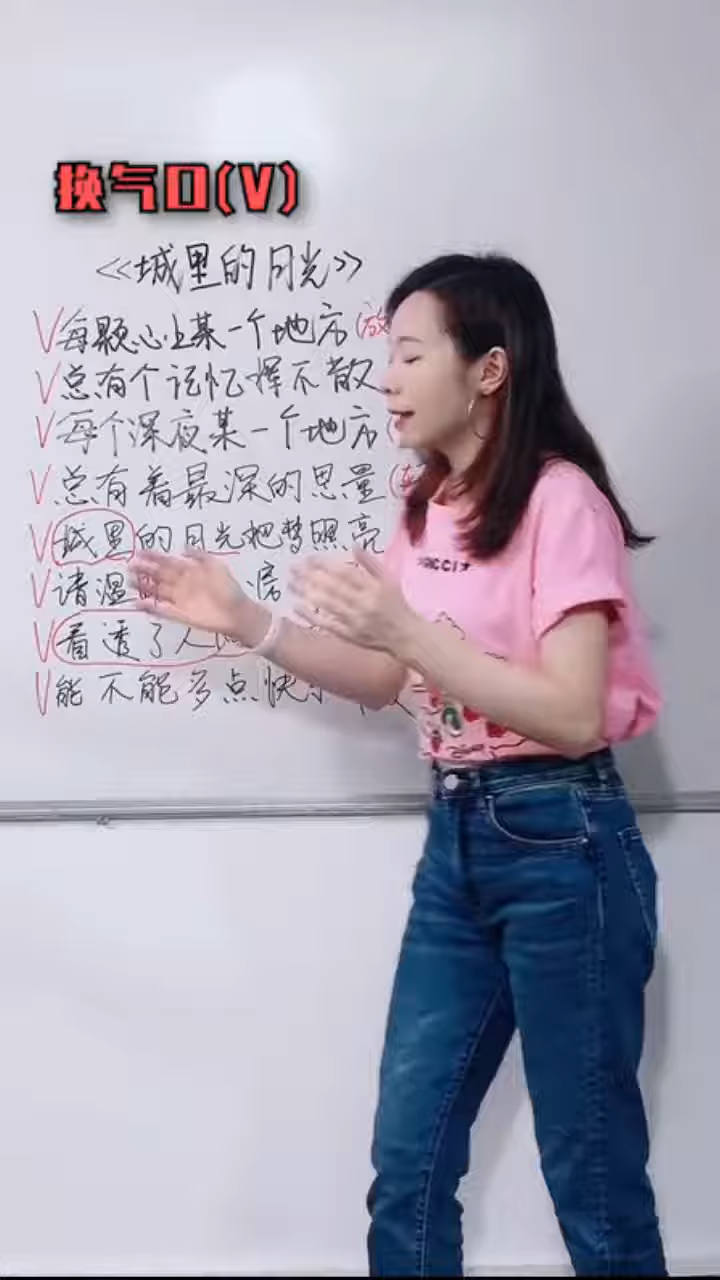 换气口(V)
<<城里的月光>>
V每颗心上某一个地方(放
V总有个记忆挥不散
V每个深夜某一个地方(
V总有着最深的思量(
V城里的月光把梦照亮
V请温
V看透了人
V能不能多点快
GUCCI